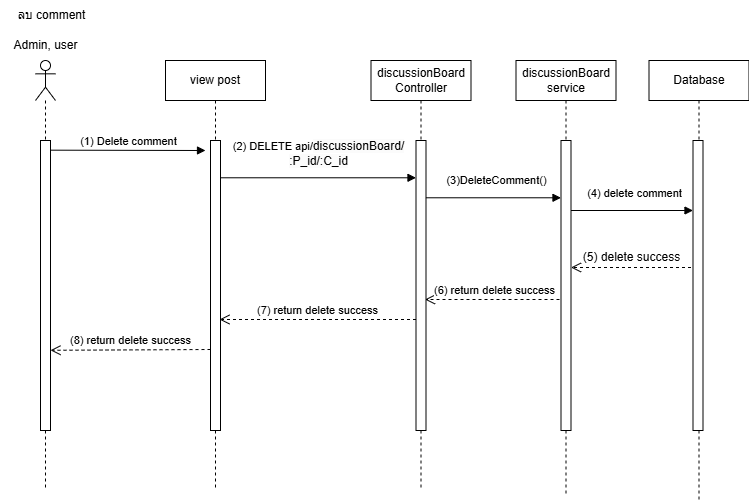 ลบ comment
Admin, user
view post
discussionBoard
Controller
discussionBoard
service
Database
(1) Delete comment
(2) DELETE api/discussionBoard/
:P_id/:C_id
(3)DeleteComment()
(4) delete comment
(5) delete success
(6) return delete success
(7) return delete success
(8) return delete success